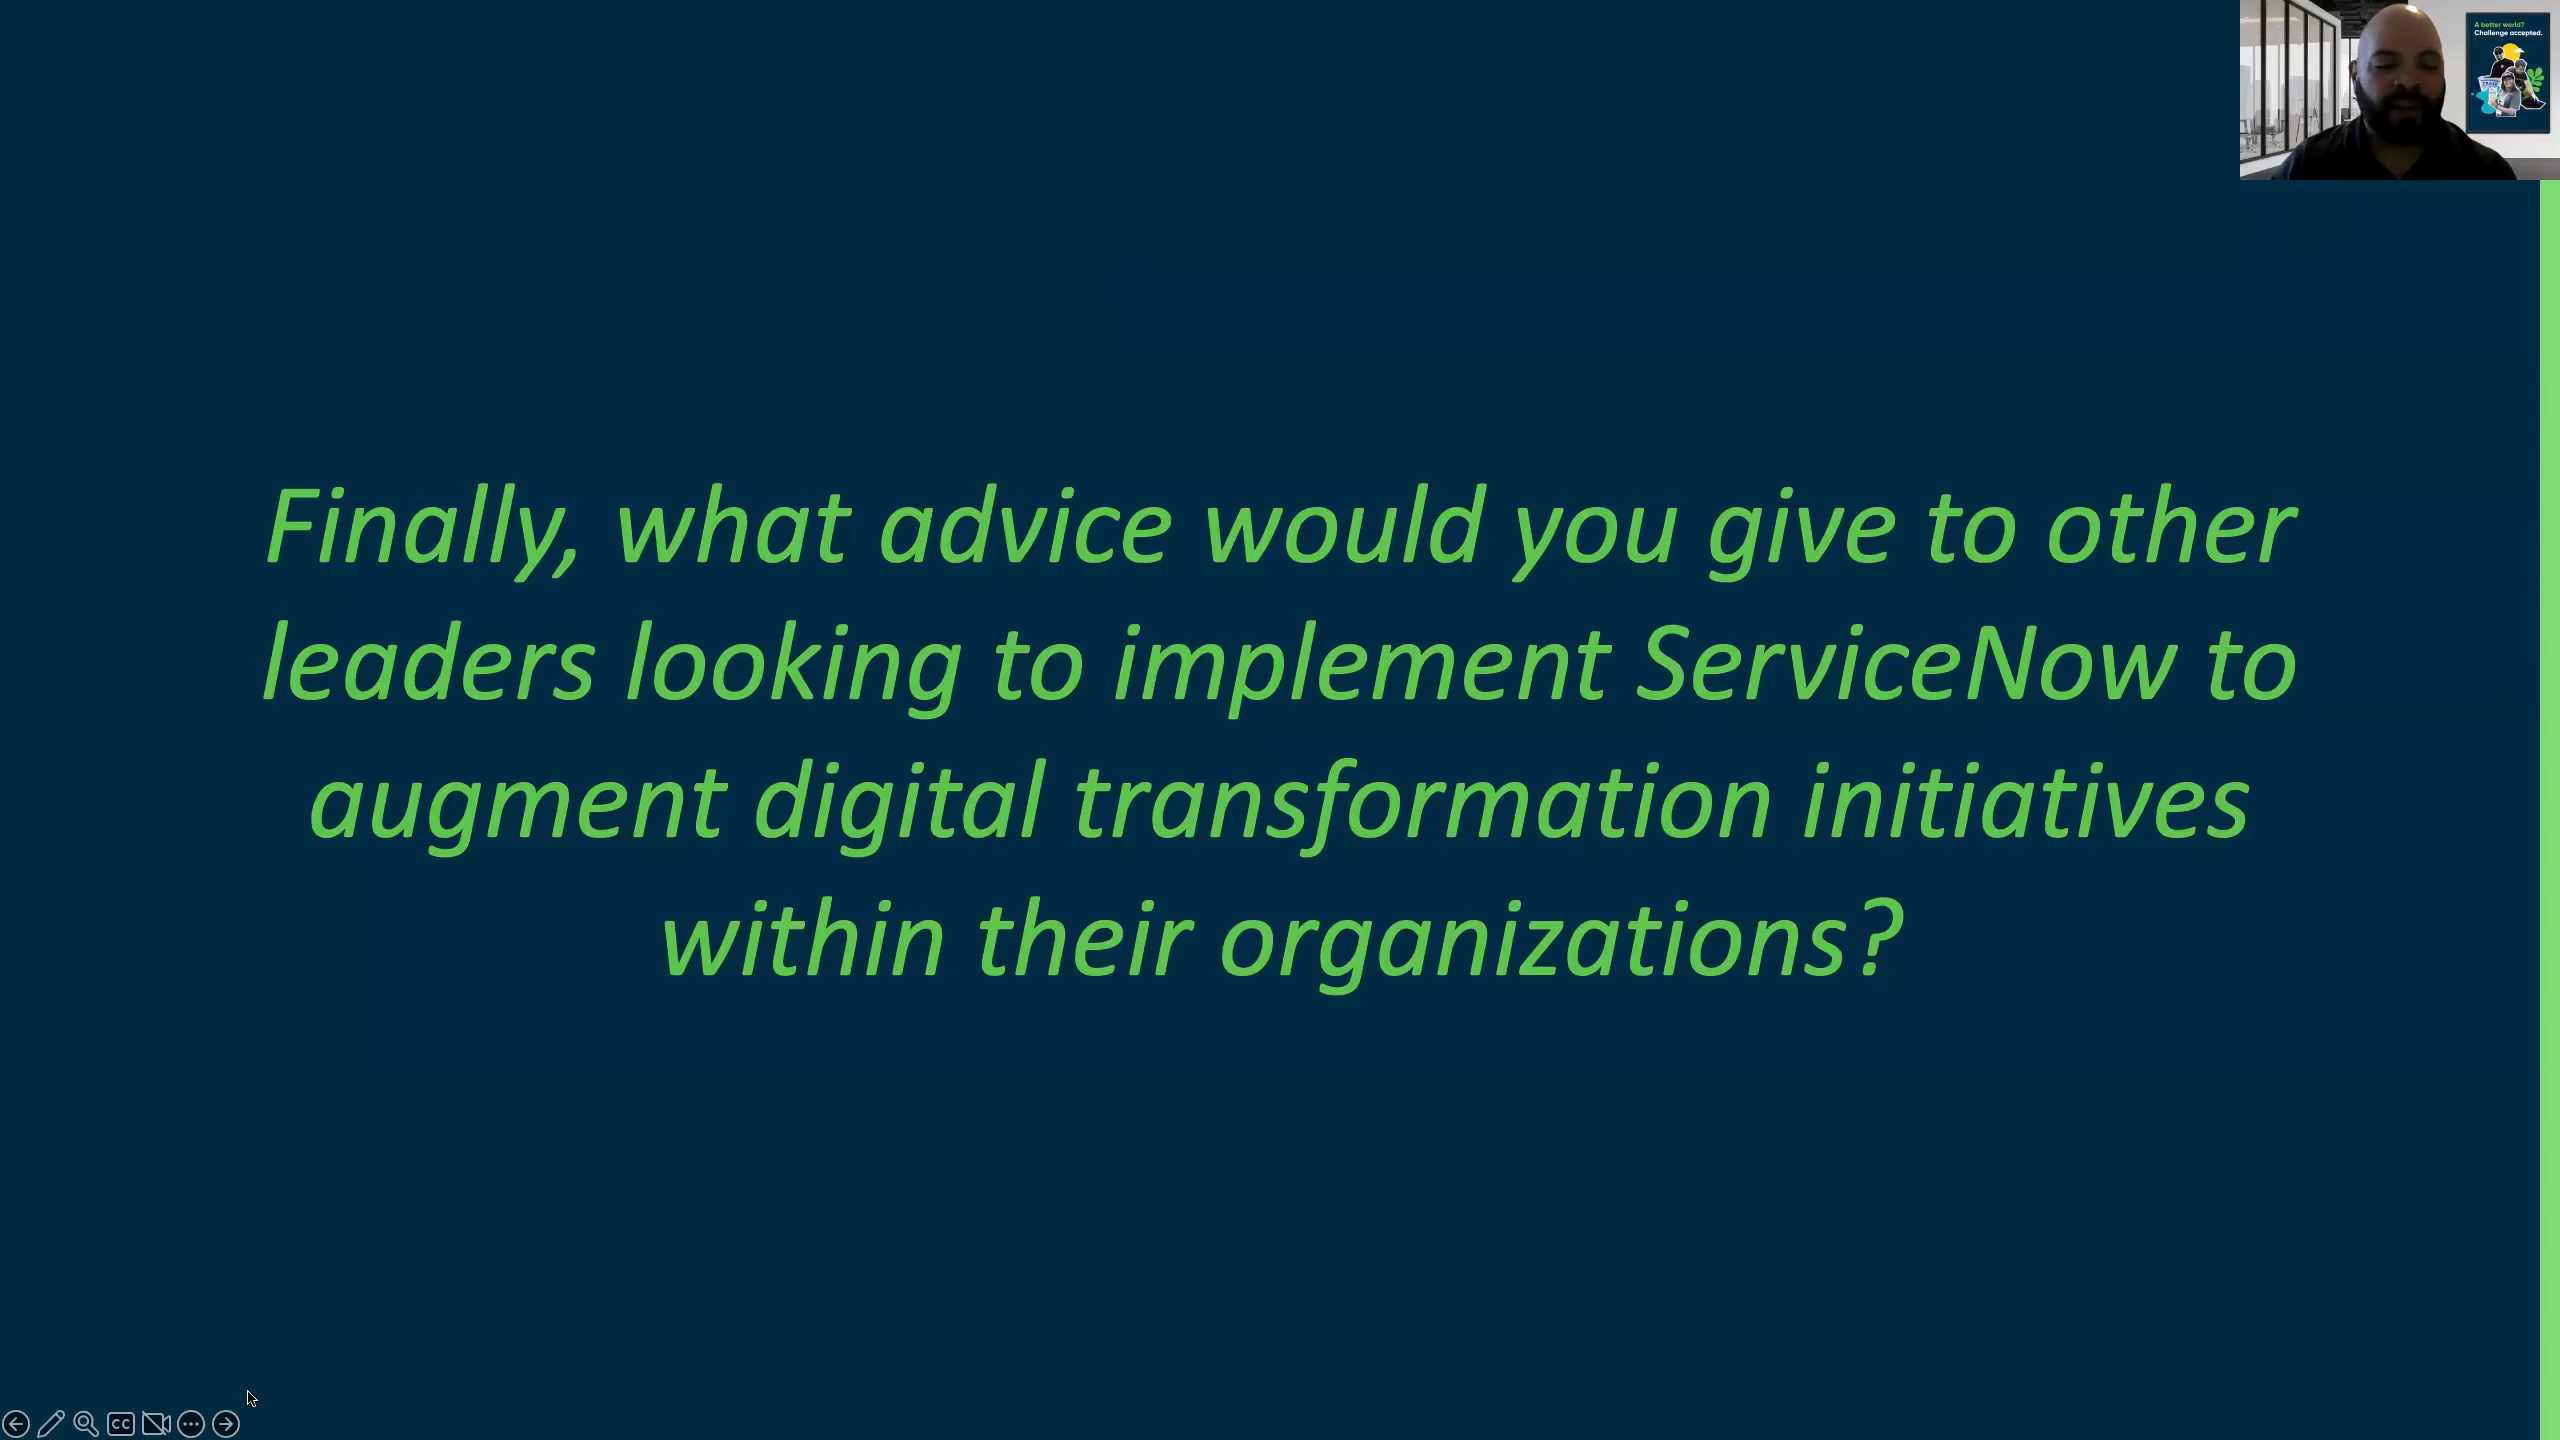 A better world?
Challenge accepted.
Finally, what advice would you give to other
leaders looking to implement ServiceNow to
augment digital transformation initiatives
within their organizations?
CC